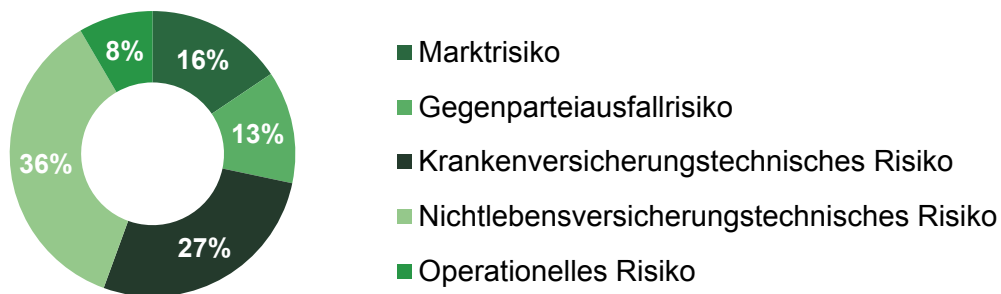 8%
16%
13%
36%
27%
Marktrisiko
Gegenparteiausfallrisiko
Krankenversicherungstechnisches Risiko
Nichtlebensversicherungstechnisches Risiko
Operationelles Risiko